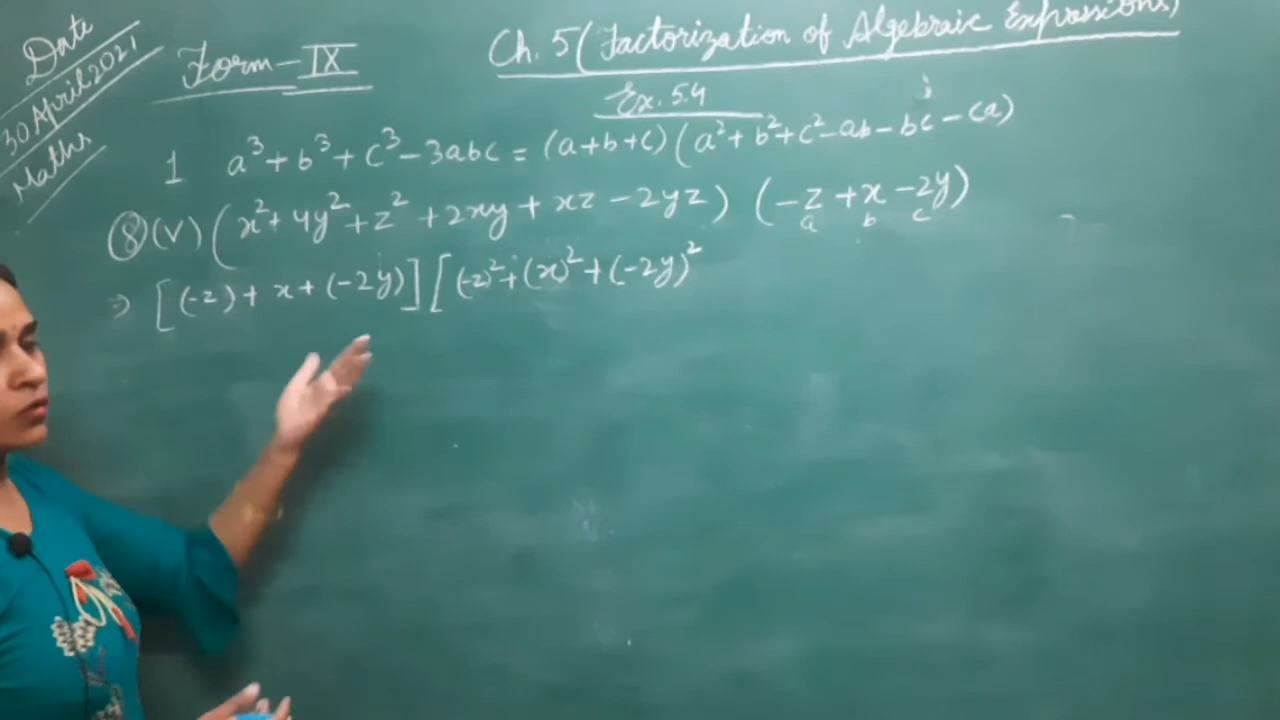 Date
30 April 2021
Maths
Form - IX
Ch. 5 (Factorization of Algebraic Expressions)
Ex. 5.4
1 a³ + b³ + c³ - 3abc = (a+b+c) (a² + b² + c² - ab - bc - ca)
⑧ (v) (x² + 4y² + z² + 2xy + xz - 2yz) (-z + x - 2y)
a b c
⇒ [(-z) + x + (-2y)] [(-z)² + (x)² + (-2y)²